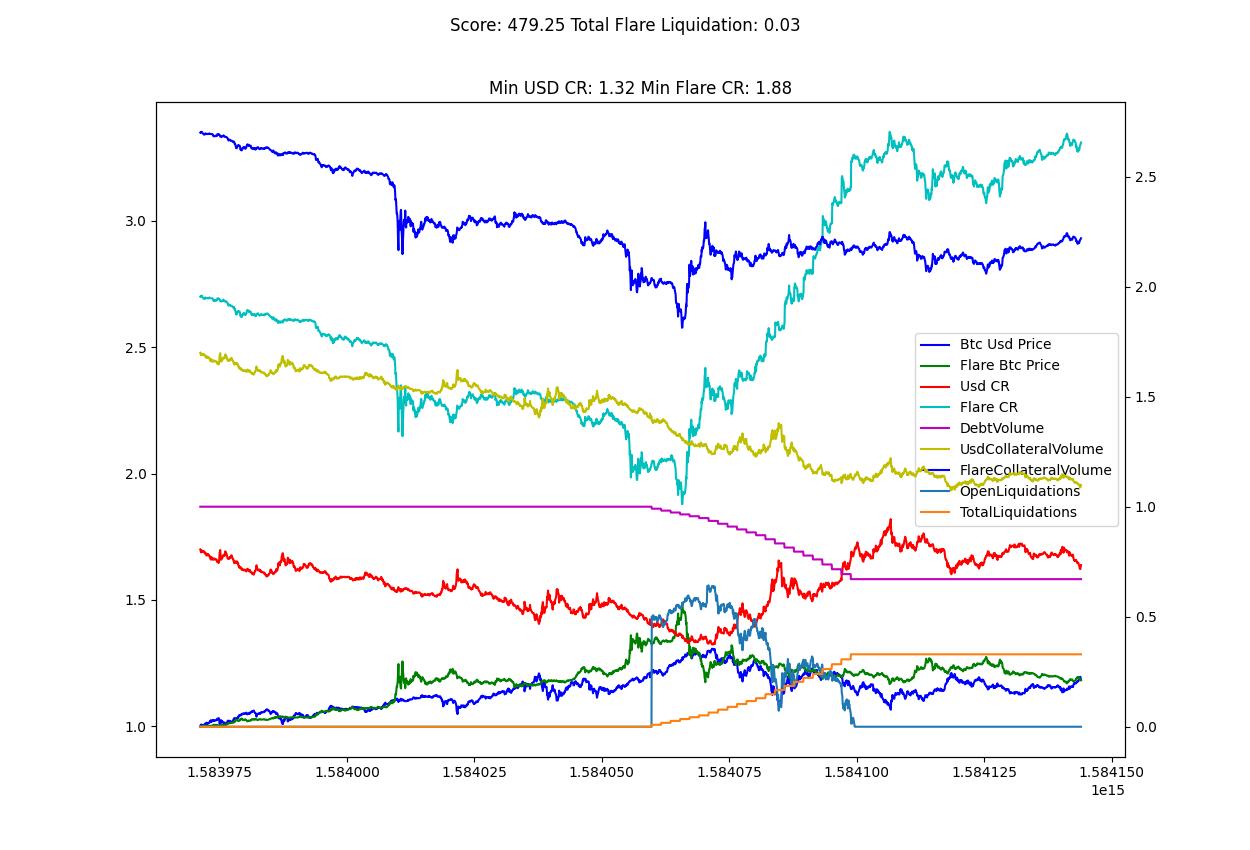 Score: 479.25 Total Flare Liquidation: 0.03
Min USD CR: 1.32 Min Flare CR: 1.88
3.0
2.5
2.0
1.5
1.0
2.5
2.0
1.5
1.0
0.5
0.0
Btc Usd Price
Flare Btc Price
Usd CR
Flare CR
DebtVolume
UsdCollateralVolume
FlareCollateralVolume
OpenLiquidations
TotalLiquidations
1.583975 1.584000 1.584025 1.584050 1.584075 1.584100 1.584125 1.584150
1e15